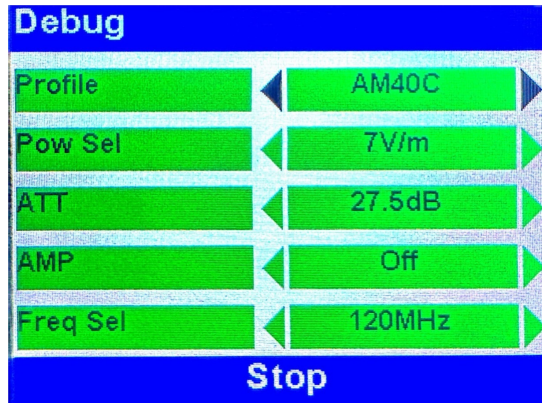 Debug
Profile AM40C
Pow Sel 7V/m
ATT 27.5dB
AMP Off
Freq Sel 120MHz
Stop